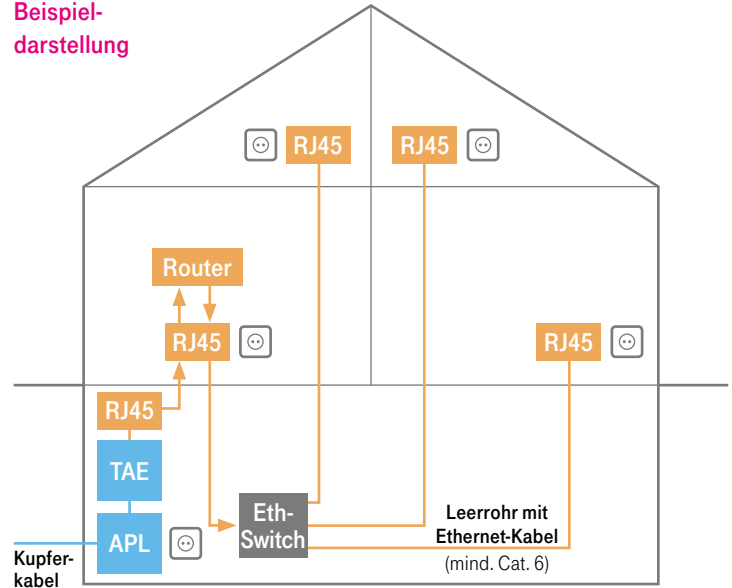 Beispiel-
darstellung
RJ45
RJ45
Router
RJ45
RJ45
RJ45
TAE
APL
Eth-
Switch
Leerrohr mit
Ethernet-Kabel
(mind. Cat. 6)
Kupfer-
kabel